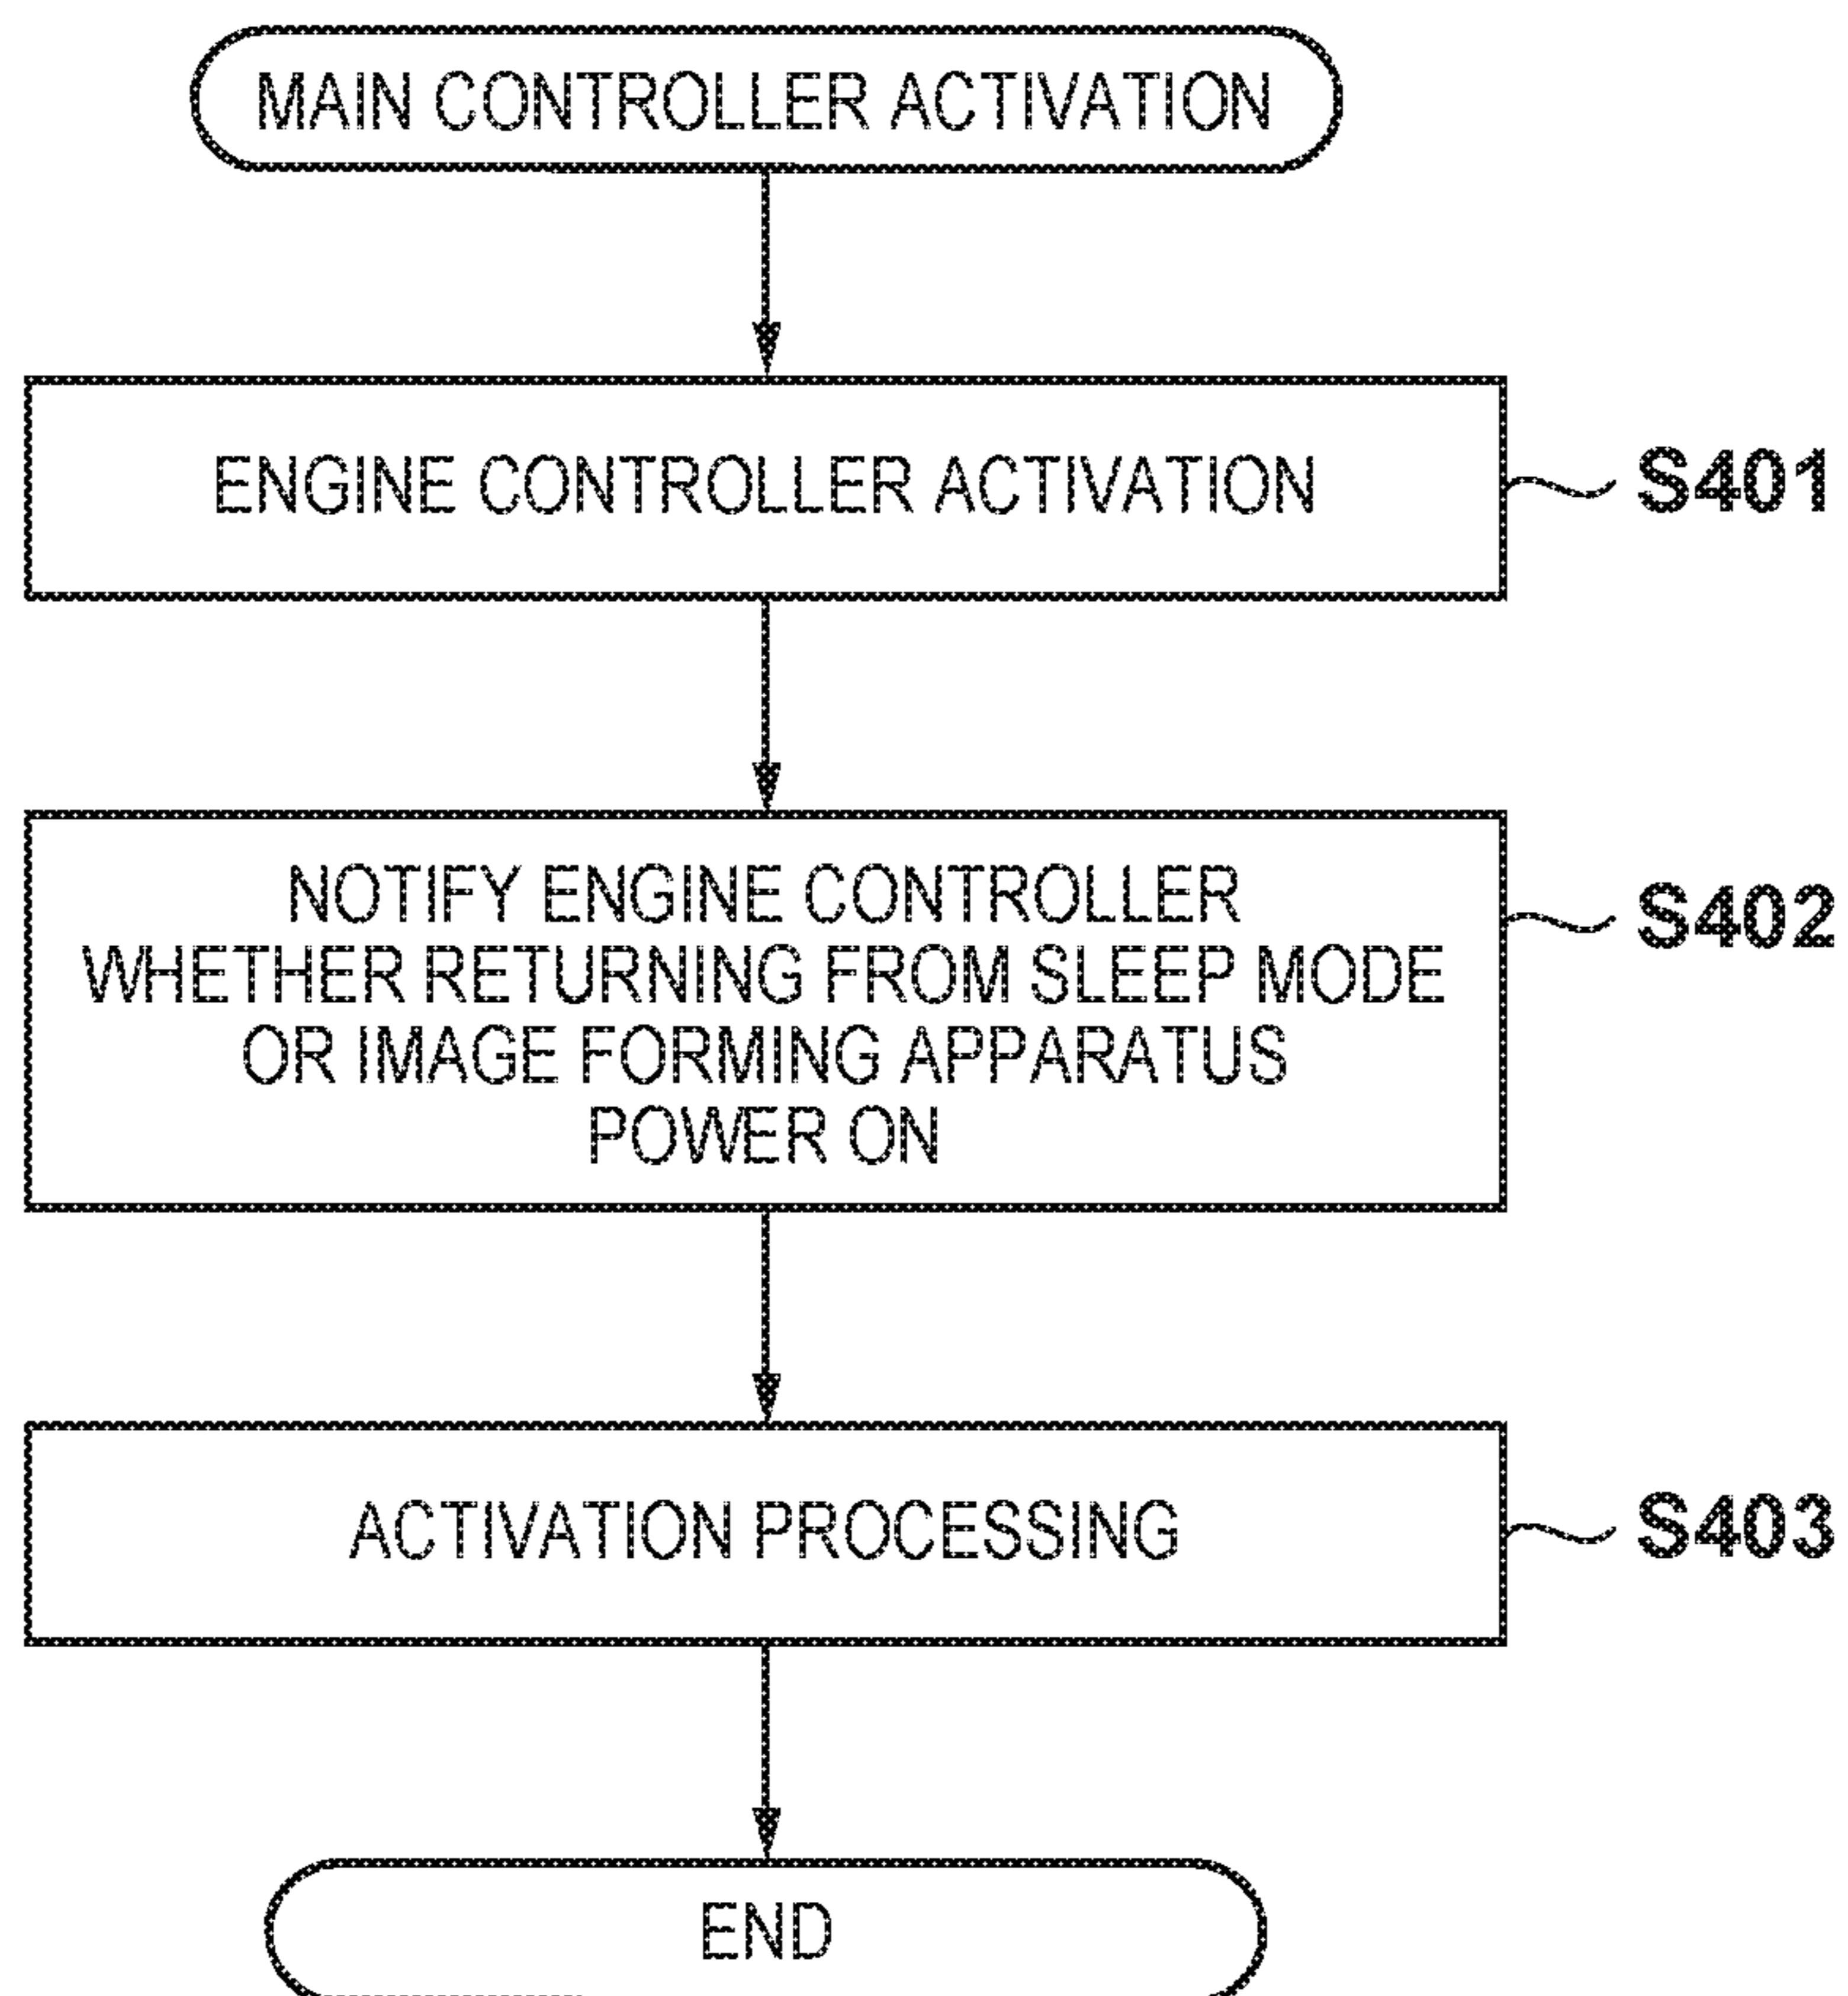 MAIN CONTROLLER ACTIVATION
ENGINE CONTROLLER ACTIVATION
S401
NOTIFY ENGINE CONTROLLER
WHETHER RETURNING FROM SLEEP MODE
OR IMAGE FORMING APPARATUS
POWER ON
S402
ACTIVATION PROCESSING
S403
END